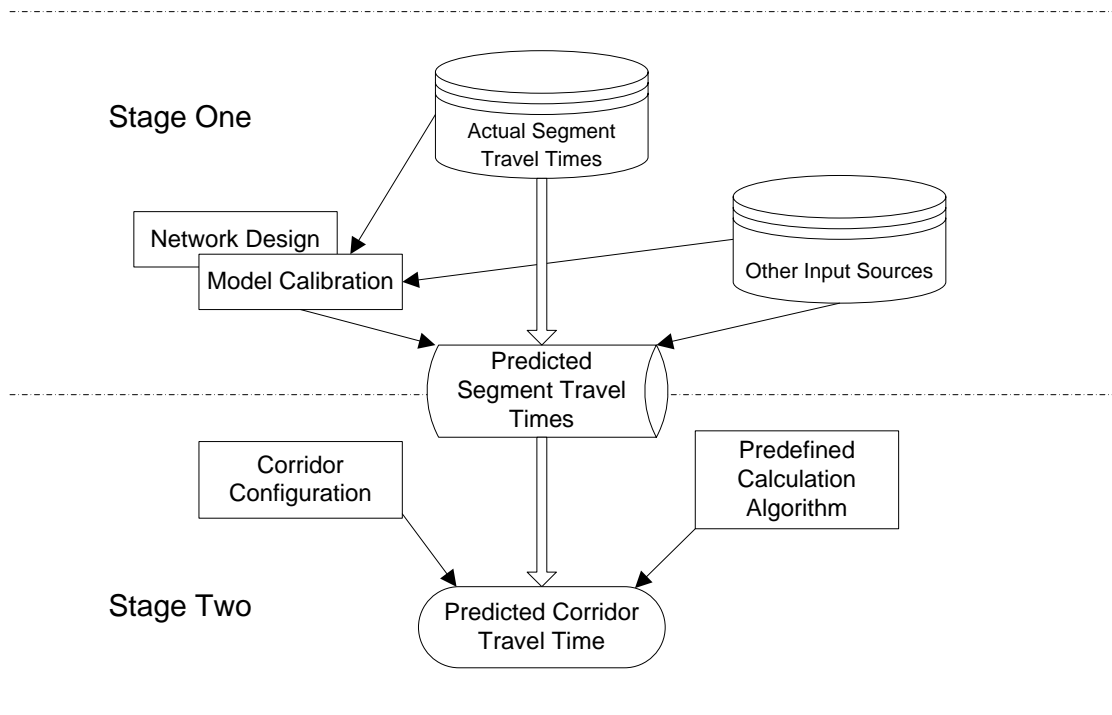 Stage One
Actual Segment
Travel Times
Network Design
Model Calibration
Other Input Sources
Predicted
Segment Travel
Times
Corridor
Configuration
Predefined
Calculation
Algorithm
Stage Two
Predicted Corridor
Travel Time